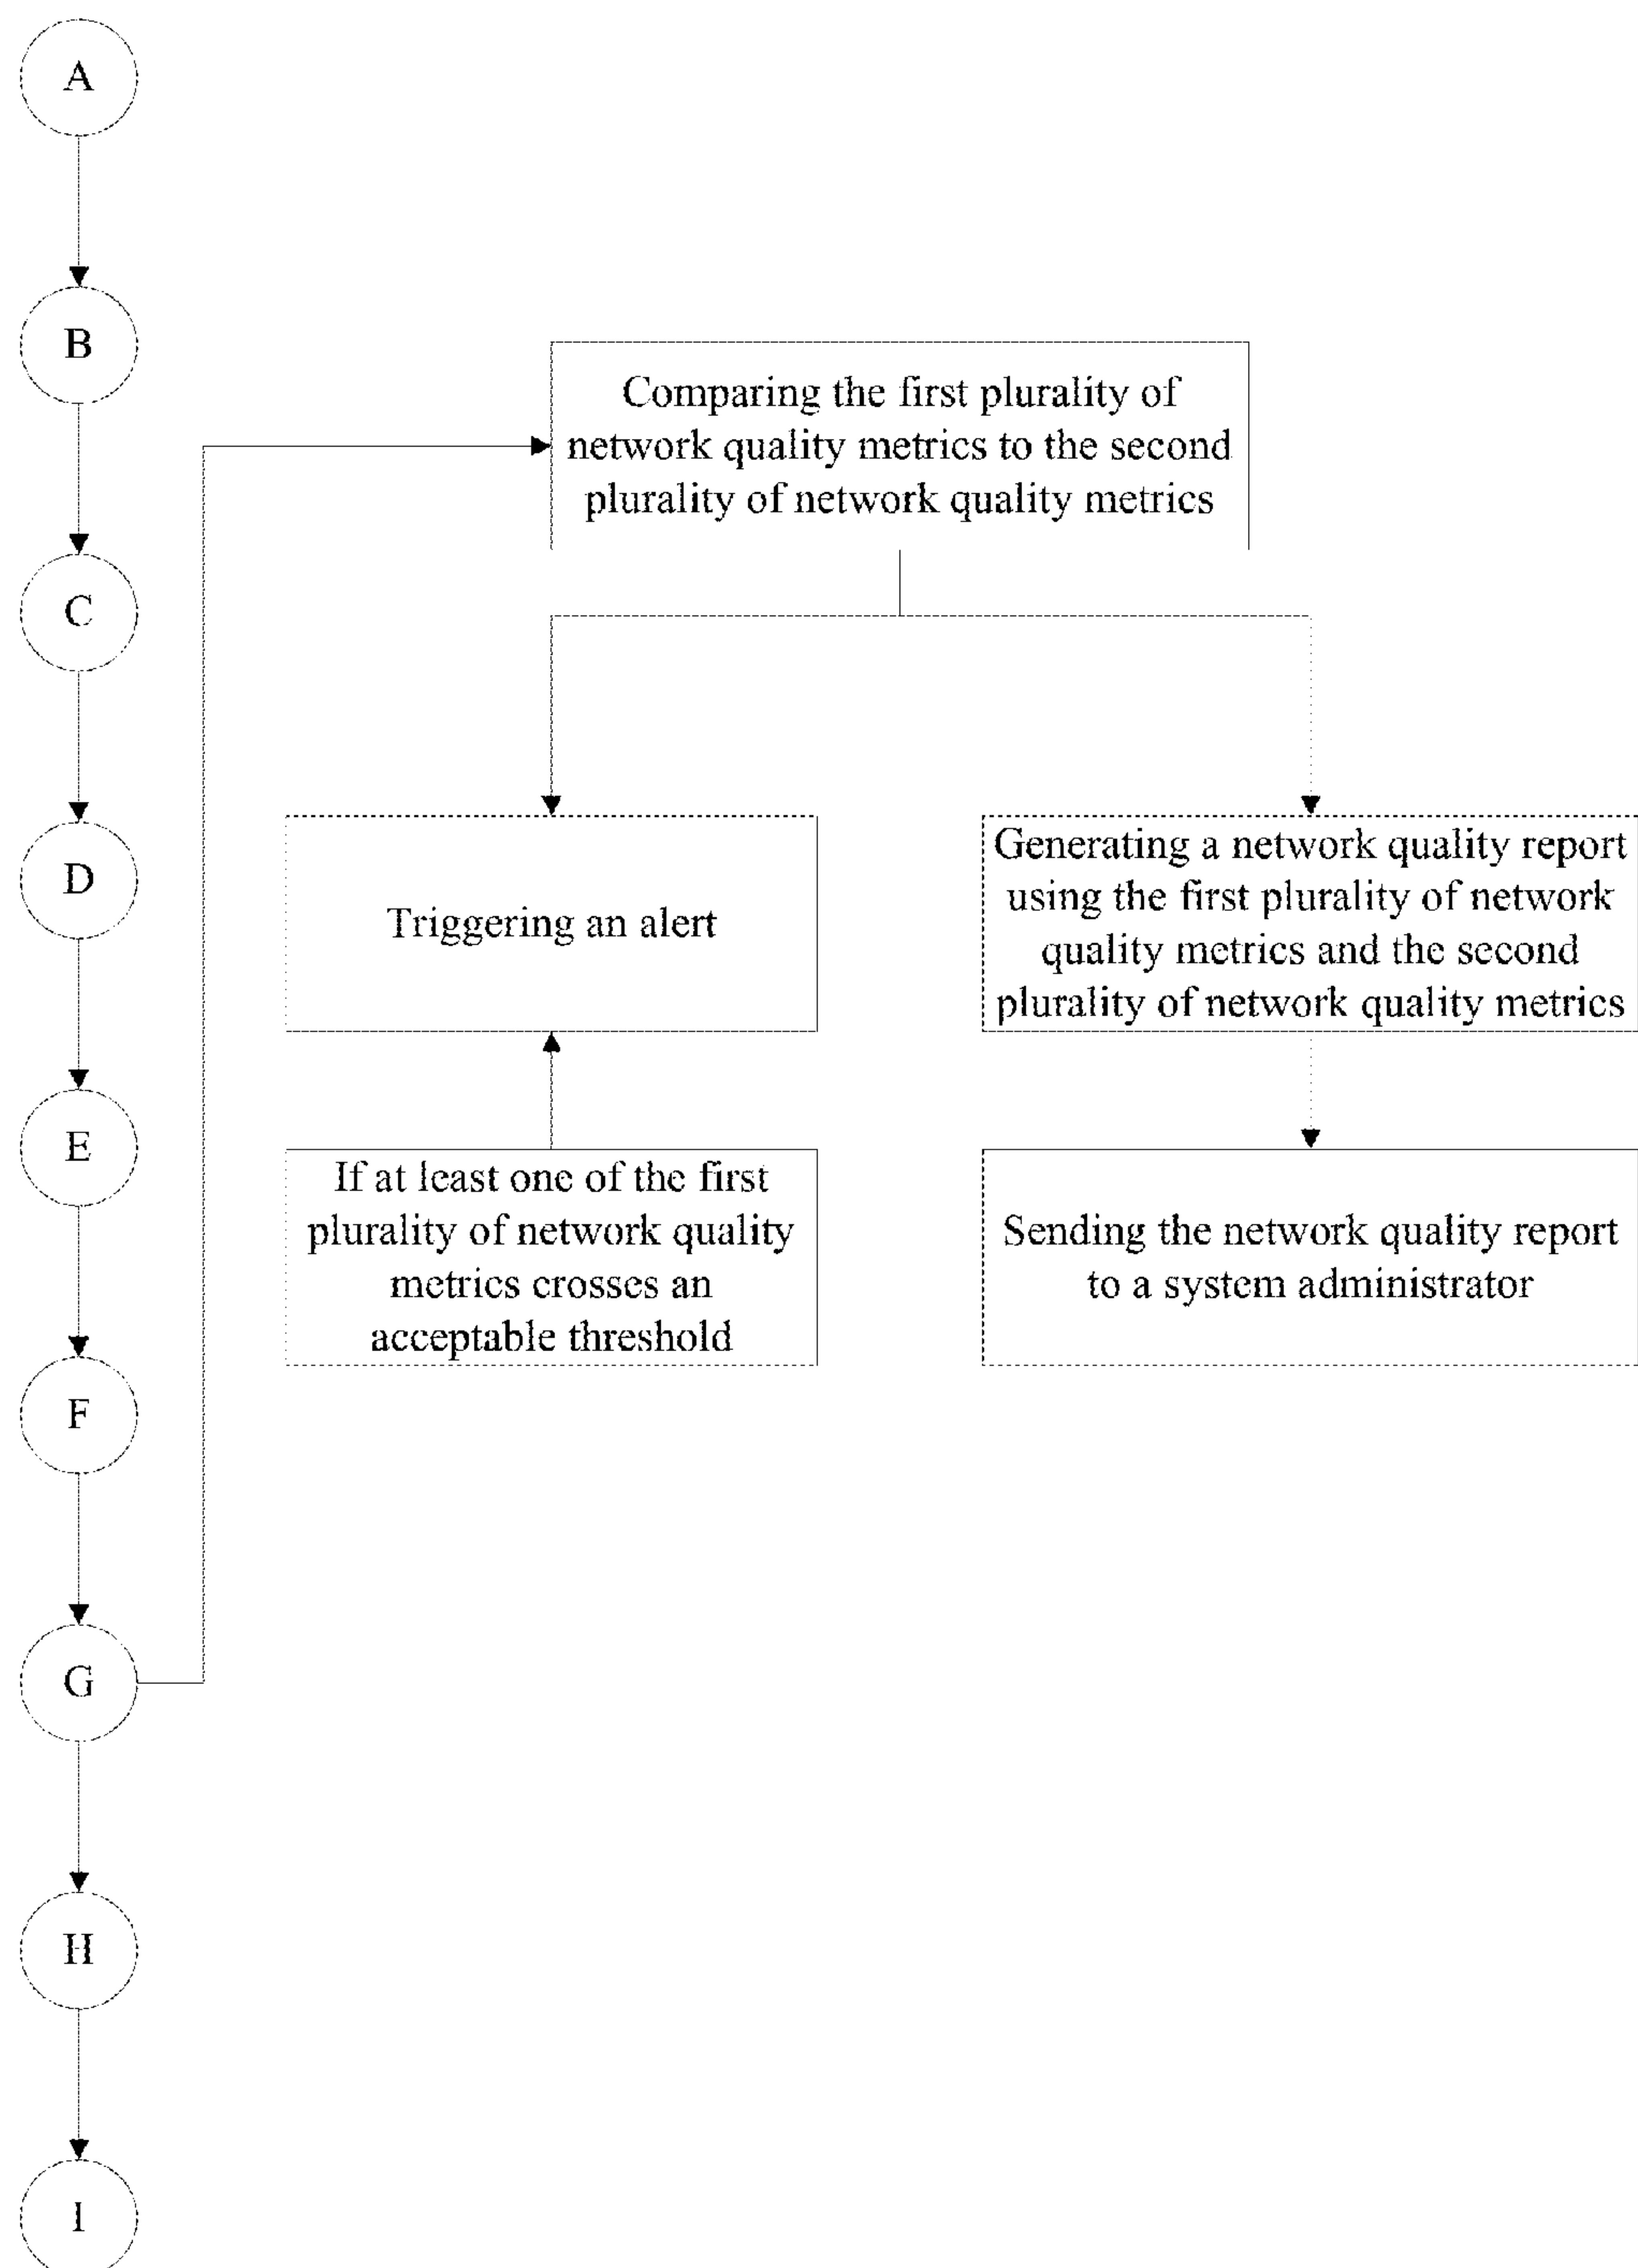 A
B
C
D
E
F
G
H
I
Comparing the first plurality of
network quality metrics to the second
plurality of network quality metrics
Triggering an alert
Generating a network quality report
using the first plurality of network
quality metrics and the second
plurality of network quality metrics
If at least one of the first
plurality of network quality
metrics crosses an
acceptable threshold
Sending the network quality report
to a system administrator